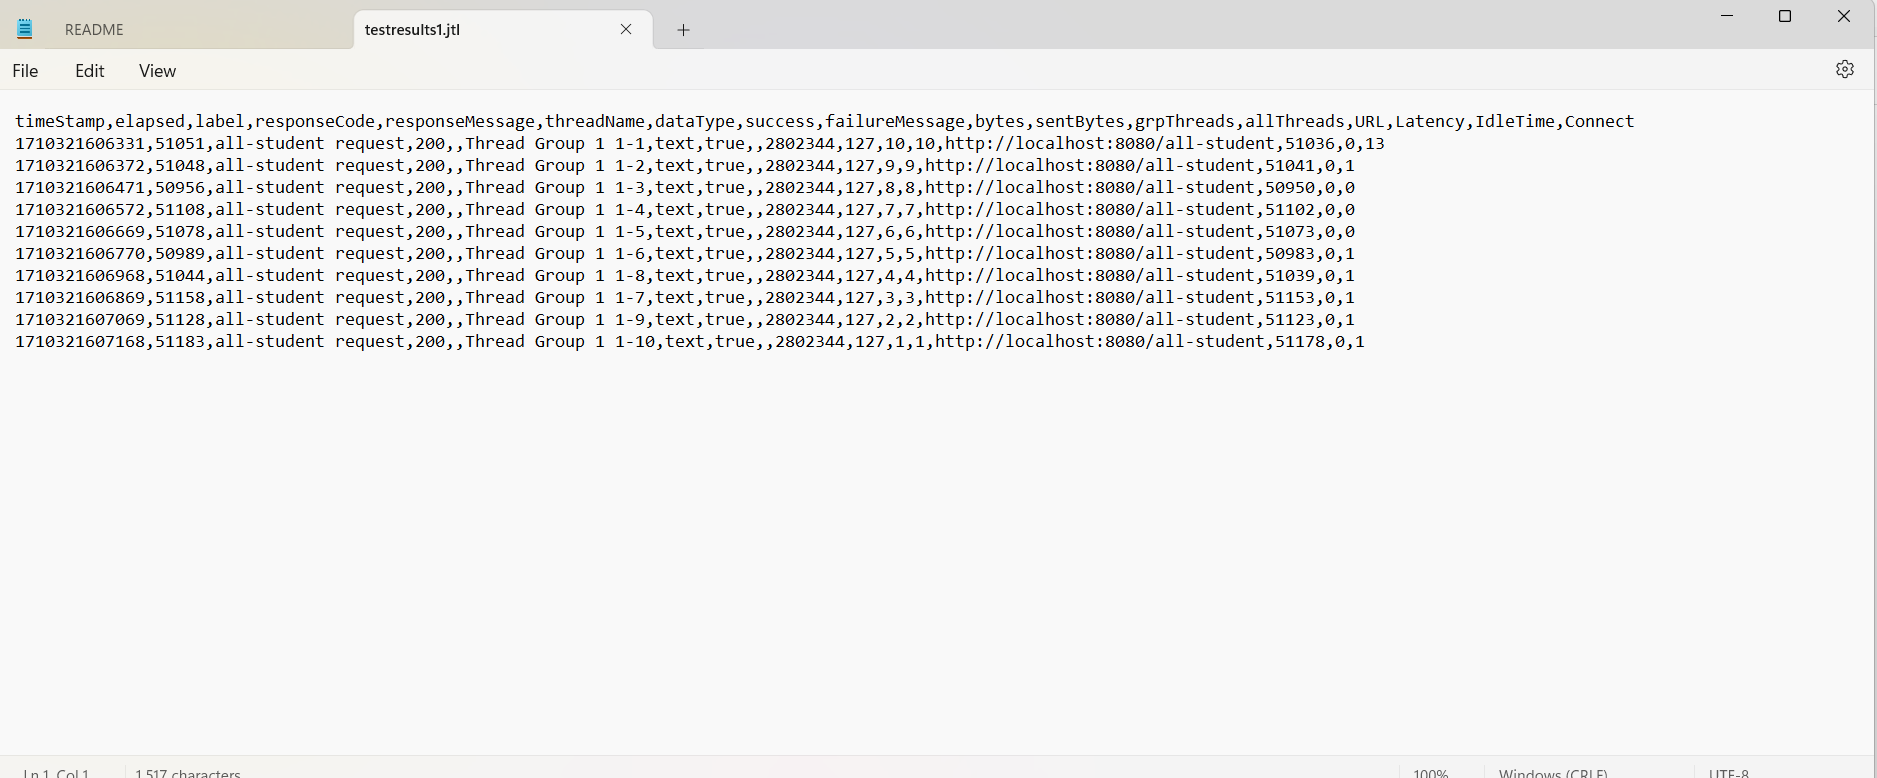 README
testresults1.jtl
File Edit View
timeStamp,elapsed,label,responseCode,responseMessage,threadName,dataType,success,failureMessage,bytes,sentBytes,grpThreads,allThreads,URL,Latency,IdleTime,Connect
1710321606331,51051,all-student request,200,,Thread Group 1 1-1,text,true,,2802344,127,10,10,http://localhost:8080/all-student,51036,0,13
1710321606372,51048,all-student request,200,,Thread Group 1 1-2,text,true,,2802344,127,9,9,http://localhost:8080/all-student,51041,0,1
1710321606471,50956,all-student request,200,,Thread Group 1 1-3,text,true,,2802344,127,8,8,http://localhost:8080/all-student,50950,0,0
1710321606572,51108,all-student request,200,,Thread Group 1 1-4,text,true,,2802344,127,7,7,http://localhost:8080/all-student,51102,0,0
1710321606669,51078,all-student request,200,,Thread Group 1 1-5,text,true,,2802344,127,6,6,http://localhost:8080/all-student,51073,0,0
1710321606770,50989,all-student request,200,,Thread Group 1 1-6,text,true,,2802344,127,5,5,http://localhost:8080/all-student,50983,0,1
1710321606968,51044,all-student request,200,,Thread Group 1 1-8,text,true,,2802344,127,4,4,http://localhost:8080/all-student,51039,0,1
1710321606869,51158,all-student request,200,,Thread Group 1 1-7,text,true,,2802344,127,3,3,http://localhost:8080/all-student,51153,0,1
1710321607069,51128,all-student request,200,,Thread Group 1 1-9,text,true,,2802344,127,2,2,http://localhost:8080/all-student,51123,0,1
1710321607168,51183,all-student request,200,,Thread Group 1 1-10,text,true,,2802344,127,1,1,http://localhost:8080/all-student,51178,0,1
Ln 1, Col 1 1,517 characters 100% Windows (CRLF) UTF-8